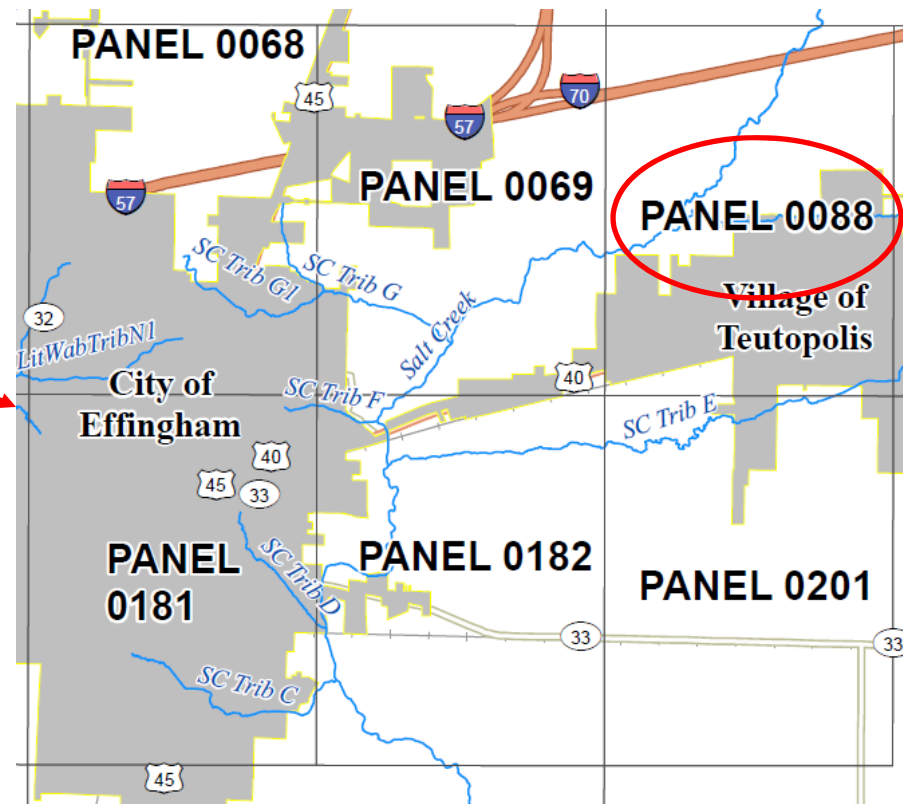 PANEL 0068
45
70
57
57
PANEL 0069
PANEL 0088
SC Trib G1
SC Trib G
Salt Creek
Village of
Teutopolis
32
LitWabTribN1
City of
Effingham
SC Trib F
40
SC Trib E
40
45
33
PANEL
0181
SC Trib D
PANEL 0182
PANEL 0201
33
33
SC Trib C
45